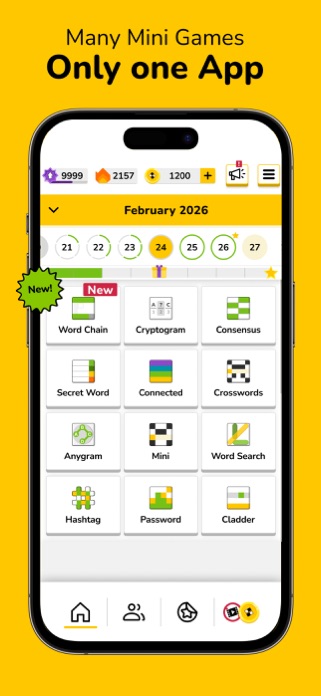 Many Mini Games
Only one App
9999
2157
1200
+
!
February 2026
21
22
23
24
25
26
27
New!
New
Word Chain
Cryptogram
Consensus
Secret Word
Connected
Crosswords
Anygram
Mini
Word Search
Hashtag
Password
Cladder